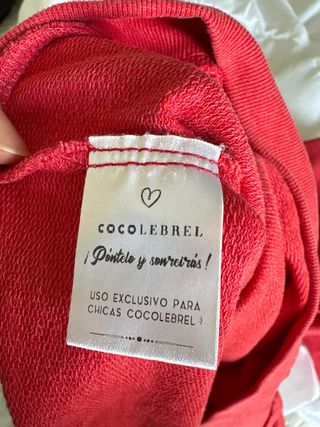 COCOLEBREL
¡Póntelo y sonreirás!
USO EXCLUSIVO PARA
CHICAS COCOLEBREL :)